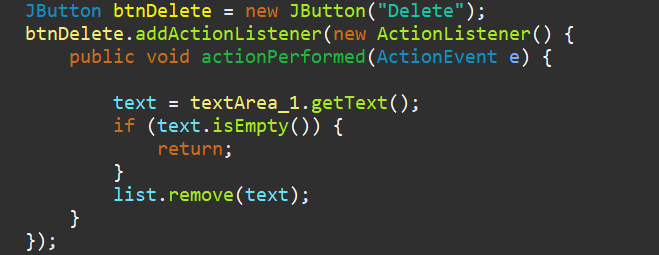 JButton btnDelete = new JButton("Delete");
btnDelete.addActionListener(new ActionListener() {
    public void actionPerformed(ActionEvent e) {

        text = textArea_1.getText();
        if (text.isEmpty()) {
            return;
        }
        list.remove(text);
    }
});